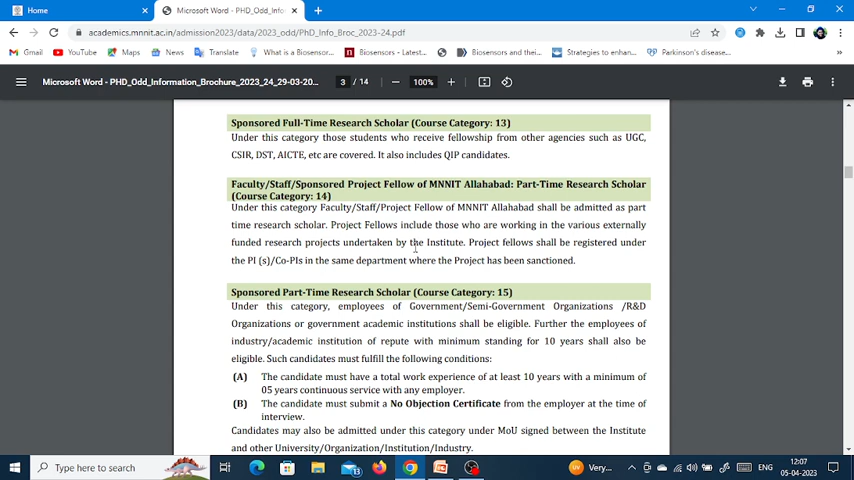 Home
Microsoft Word - PhD_Odd_Infor
academics.mnnit.ac.in/admission2023/data/2023_odd/PhD_Info_Broc_2023-24.pdf
Gmail
YouTube
Maps
News
Translate
What is a Biosensor...
Biosensors - Latest...
Biosensors and thei...
Strategies to enhan...
Parkinson's disease...
Microsoft Word - PHD_Odd_Information_Brochure_2023_24_29-03-20...
3 / 14
100%
Sponsored Full-Time Research Scholar (Course Category: 13)
Under this category those students who receive fellowship from other agencies such as UGC,
CSIR, DST, AICTE, etc are covered. It also includes QIP candidates.
Faculty/Staff/Sponsored Project Fellow of MNNIT Allahabad: Part-Time Research Scholar
(Course Category: 14)
Under this category Faculty/Staff/Project Fellow of MNNIT Allahabad shall be admitted as part
time research scholar. Project Fellows include those who are working in the various externally
funded research projects undertaken by the Institute. Project fellows shall be registered under
the PI (s)/Co-PIs in the same department where the Project has been sanctioned.
Sponsored Part-Time Research Scholar (Course Category: 15)
Under this category, employees of Government/Semi-Government Organizations /R&D
Organizations or government academic institutions shall be eligible. Further the employees of
industry/academic institution of repute with minimum standing for 10 years shall also be
eligible. Such candidates must fulfill the following conditions:
(A) The candidate must have a total work experience of at least 10 years with a minimum of
05 years continuous service with any employer.
(B) The candidate must submit a No Objection Certificate from the employer at the time of
interview.
Candidates may also be admitted under this category under MoU signed between the Institute
and other University/Organization/Institution/Industry.
Type here to search
Very...
ENG
12:07
05-04-2023